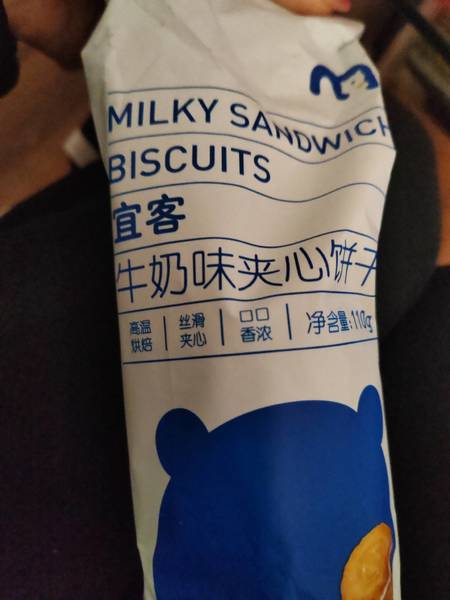 MILKY SANDWICH
BISCUITS
宜客
牛奶味夹心饼干
高温 烘焙
丝滑 夹心
口口 香浓
净含量:110g